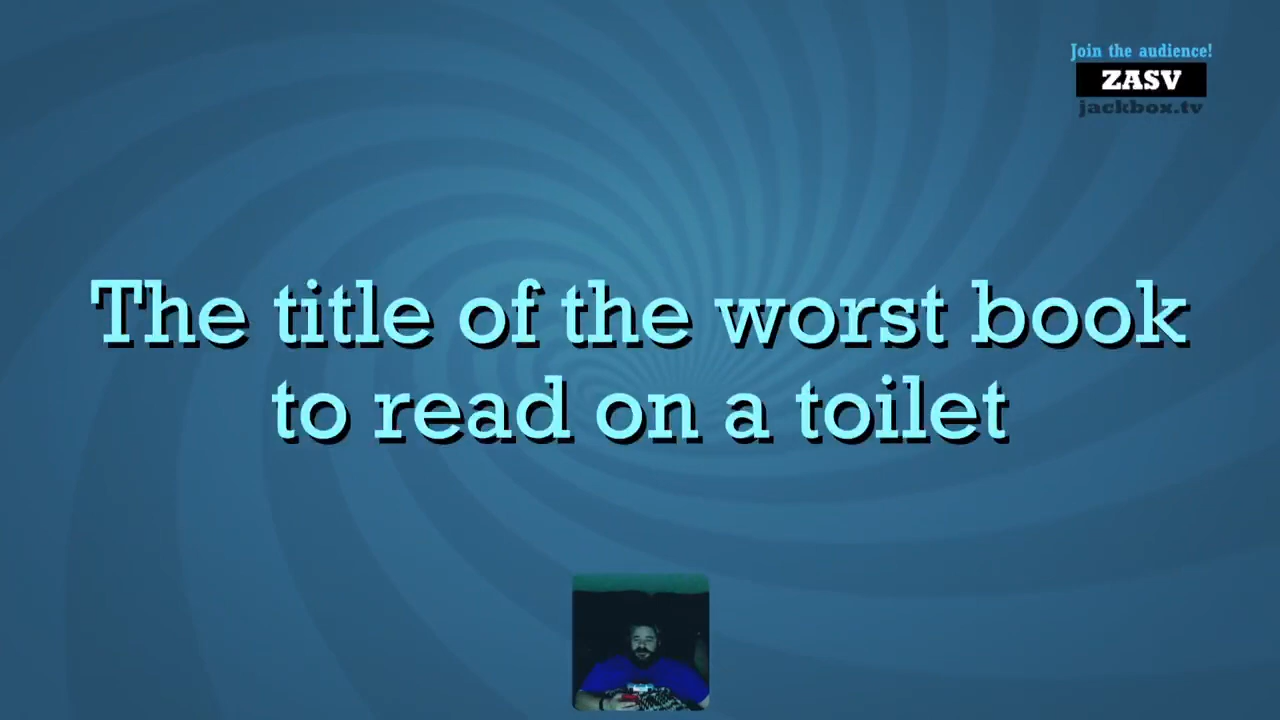 Join the audience!
ZASV
jackbox.tv
The title of the worst book
to read on a toilet